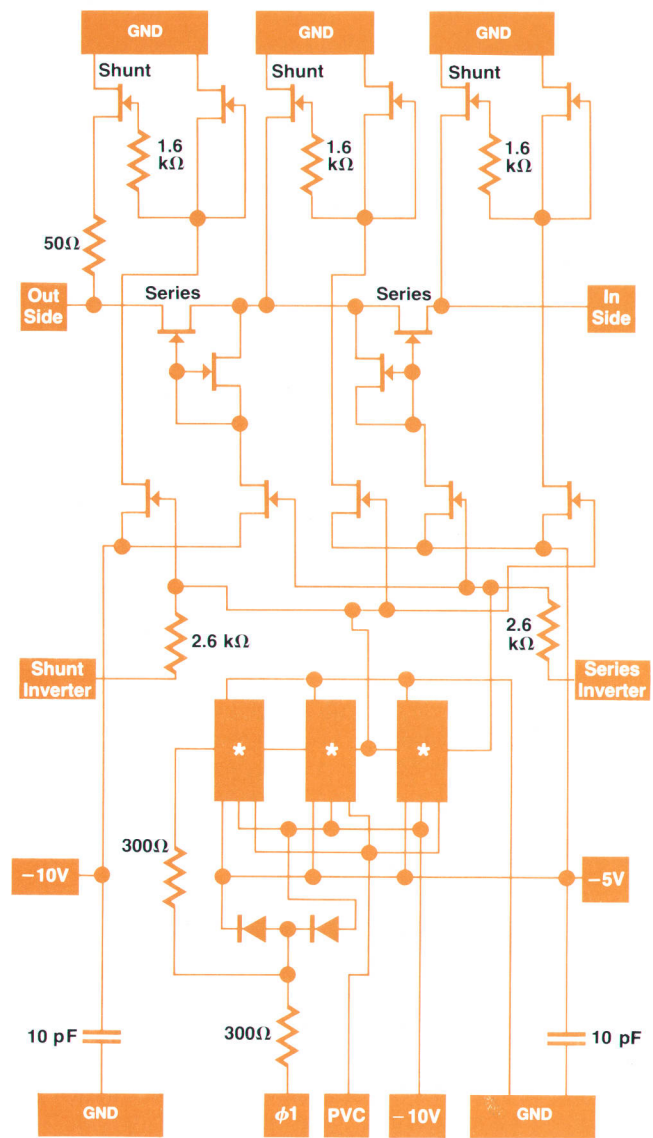 GND GND GND
Shunt Shunt Shunt
1.6
kΩ
1.6
kΩ
1.6
kΩ
50Ω
Out
Side
Series
Series
In
Side
2.6 kΩ
2.6
kΩ
Shunt
Inverter
Series
Inverter
* * *
300Ω
−10V
−5V
10 pF
300Ω
10 pF
GND
ϕ1
PVC
−10V
GND